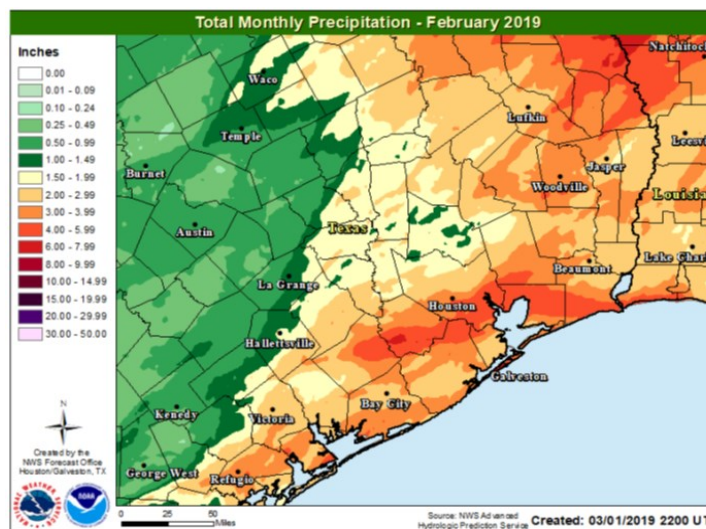 Total Monthly Precipitation - February 2019
Inches
0.00
0.01 - 0.09
0.10 - 0.24
0.25 - 0.49
0.50 - 0.99
1.00 - 1.49
1.50 - 1.99
2.00 - 2.99
3.00 - 3.99
4.00 - 5.99
6.00 - 7.99
8.00 - 9.99
10.00 - 14.99
15.00 - 19.99
20.00 - 29.99
30.00 - 50.00
Natchitoch
Waco
Lufkin
Temple
Leesv
Burnet
Jasper
Woodville
Louisia
Austin
Texas
Lake Charl
Beaumont
La Grange
Houston
Hallettsville
Galveston
Bay City
Kenedy
Victoria
George West
Refugio
N
Created by the
NWS Forecast Office
Houston/Galveston, TX
NOAA
0 25 50
Miles
Source: NWS Advanced
Hydrologic Prediction Service
Created: 03/01/2019 2200 UT